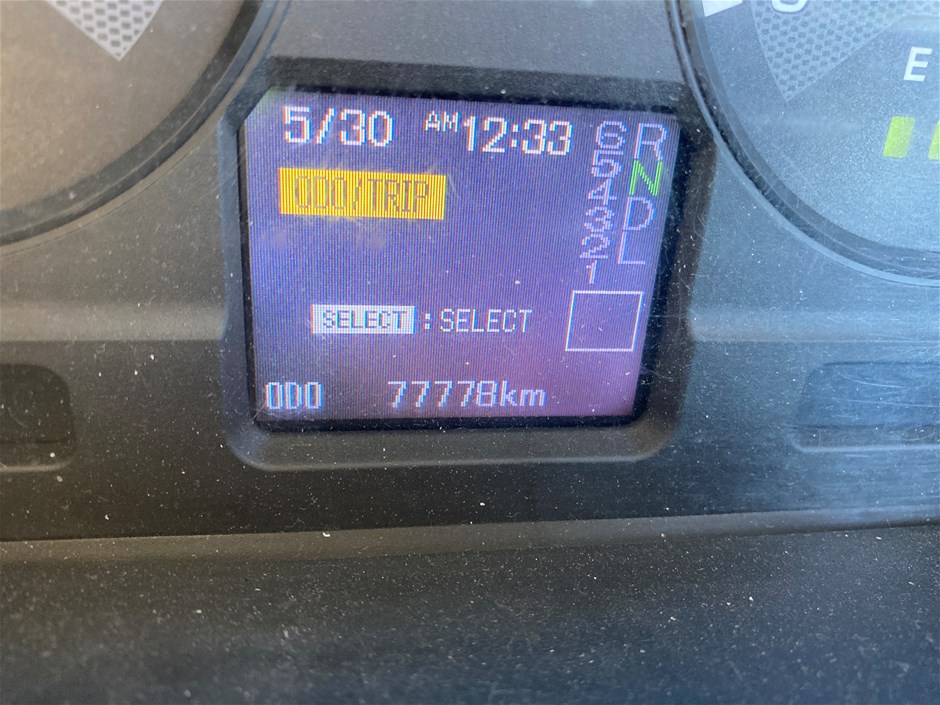 5/30 AM 12:33
ODO/TRIP
6 R
5 N
4 D
3 L
2
1
SELECT : SELECT
ODO 77778km
E